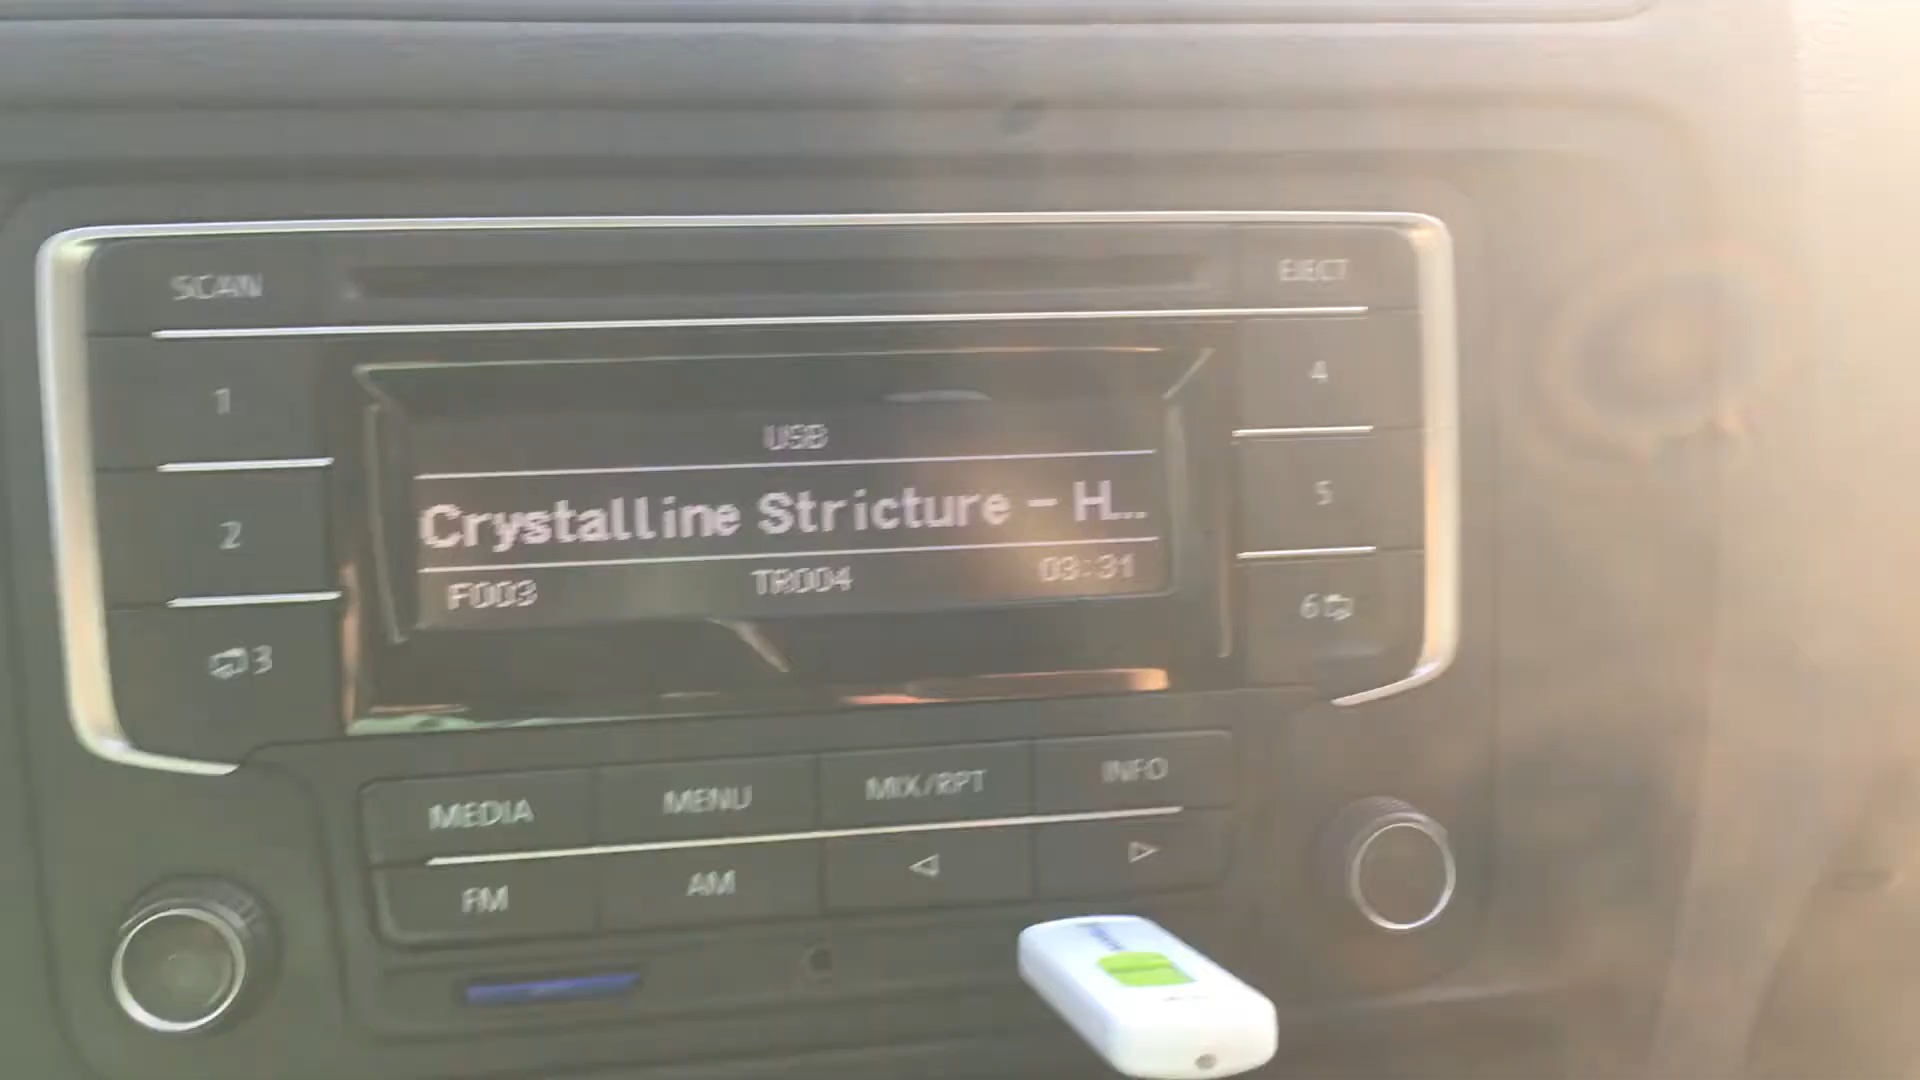 SCAN
EJECT
1
4
USB
Crystalline Stricture - H...
2
5
F003 TR004 03:31
3
6
MEDIA MENU MIX/RPT INFO
FM AM